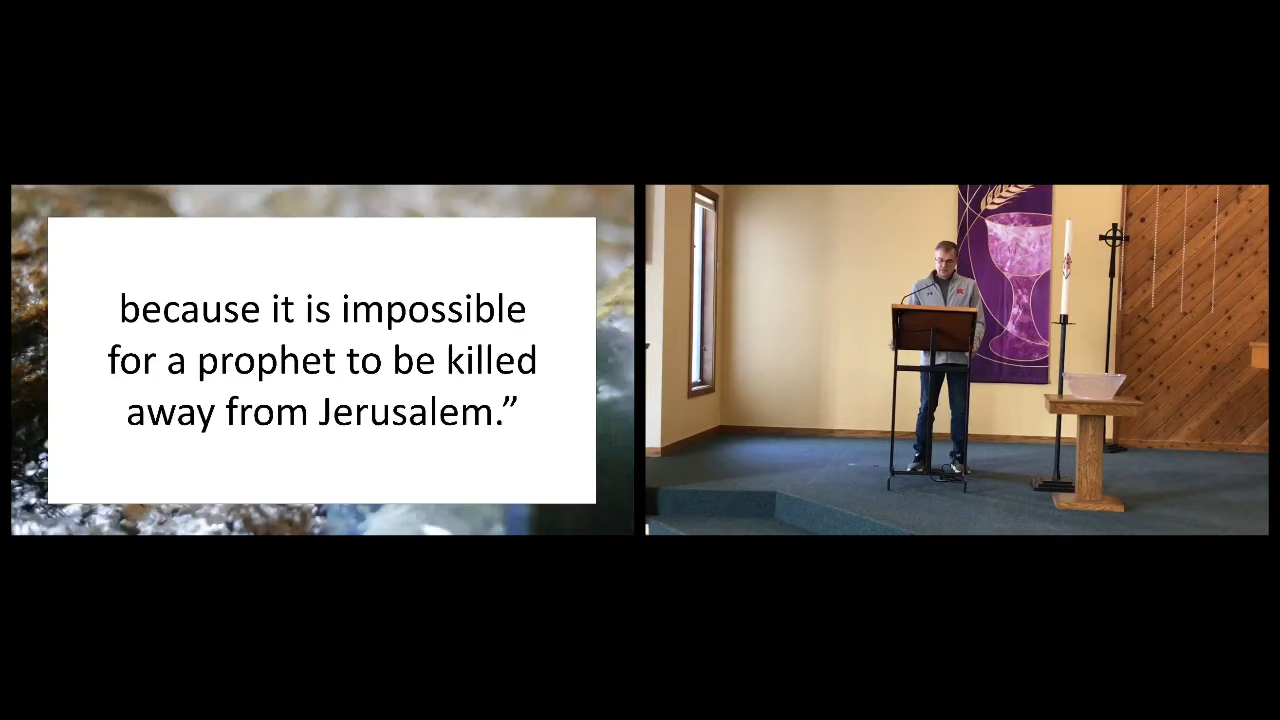 because it is impossible
for a prophet to be killed
away from Jerusalem.”